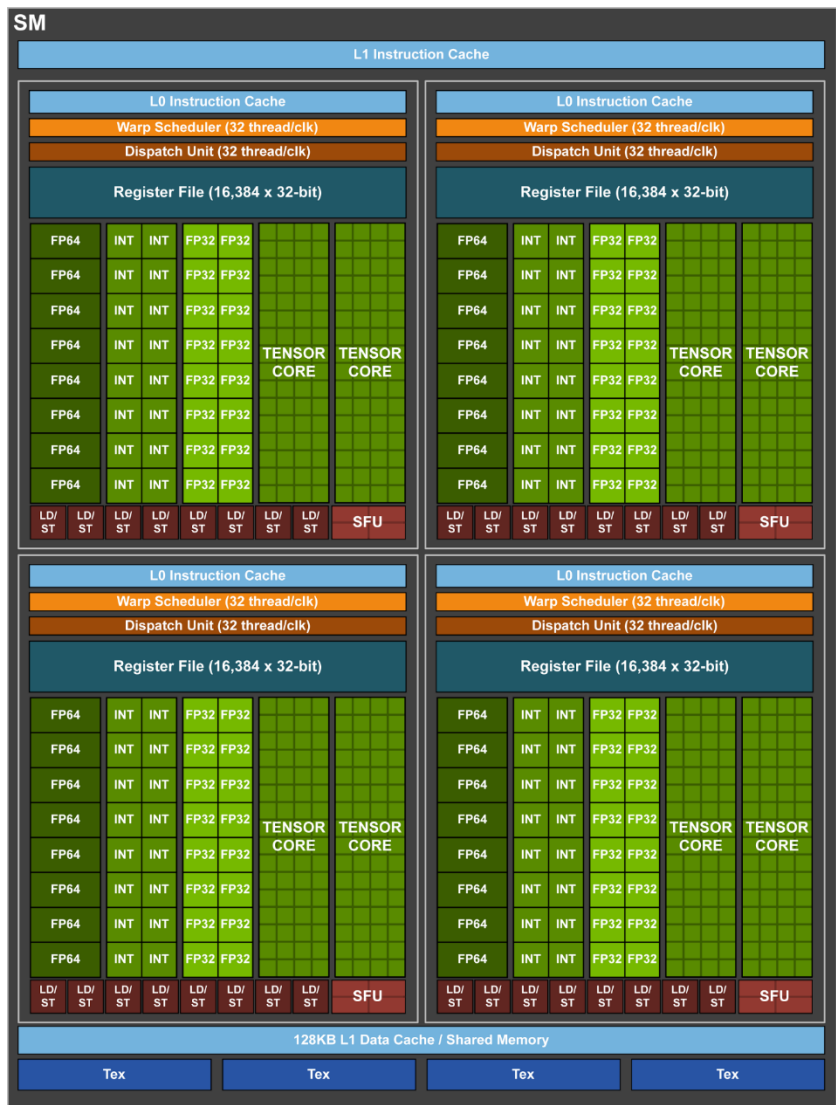 SM
L1 Instruction Cache
L0 Instruction Cache
Warp Scheduler (32 thread/clk)
Dispatch Unit (32 thread/clk)
Register File (16,384 x 32-bit)
FP64 INT INT FP32 FP32
FP64 INT INT FP32 FP32
FP64 INT INT FP32 FP32
FP64 INT INT FP32 FP32
FP64 INT INT FP32 FP32
FP64 INT INT FP32 FP32
FP64 INT INT FP32 FP32
FP64 INT INT FP32 FP32
TENSOR CORE TENSOR CORE
LD/ST LD/ST LD/ST LD/ST LD/ST LD/ST LD/ST LD/ST SFU
L0 Instruction Cache
Warp Scheduler (32 thread/clk)
Dispatch Unit (32 thread/clk)
Register File (16,384 x 32-bit)
FP64 INT INT FP32 FP32
FP64 INT INT FP32 FP32
FP64 INT INT FP32 FP32
FP64 INT INT FP32 FP32
FP64 INT INT FP32 FP32
FP64 INT INT FP32 FP32
FP64 INT INT FP32 FP32
FP64 INT INT FP32 FP32
TENSOR CORE TENSOR CORE
LD/ST LD/ST LD/ST LD/ST LD/ST LD/ST LD/ST LD/ST SFU
L0 Instruction Cache
Warp Scheduler (32 thread/clk)
Dispatch Unit (32 thread/clk)
Register File (16,384 x 32-bit)
FP64 INT INT FP32 FP32
FP64 INT INT FP32 FP32
FP64 INT INT FP32 FP32
FP64 INT INT FP32 FP32
FP64 INT INT FP32 FP32
FP64 INT INT FP32 FP32
FP64 INT INT FP32 FP32
FP64 INT INT FP32 FP32
TENSOR CORE TENSOR CORE
LD/ST LD/ST LD/ST LD/ST LD/ST LD/ST LD/ST LD/ST SFU
L0 Instruction Cache
Warp Scheduler (32 thread/clk)
Dispatch Unit (32 thread/clk)
Register File (16,384 x 32-bit)
FP64 INT INT FP32 FP32
FP64 INT INT FP32 FP32
FP64 INT INT FP32 FP32
FP64 INT INT FP32 FP32
FP64 INT INT FP32 FP32
FP64 INT INT FP32 FP32
FP64 INT INT FP32 FP32
FP64 INT INT FP32 FP32
TENSOR CORE TENSOR CORE
LD/ST LD/ST LD/ST LD/ST LD/ST LD/ST LD/ST LD/ST SFU
128KB L1 Data Cache / Shared Memory
Tex Tex Tex Tex